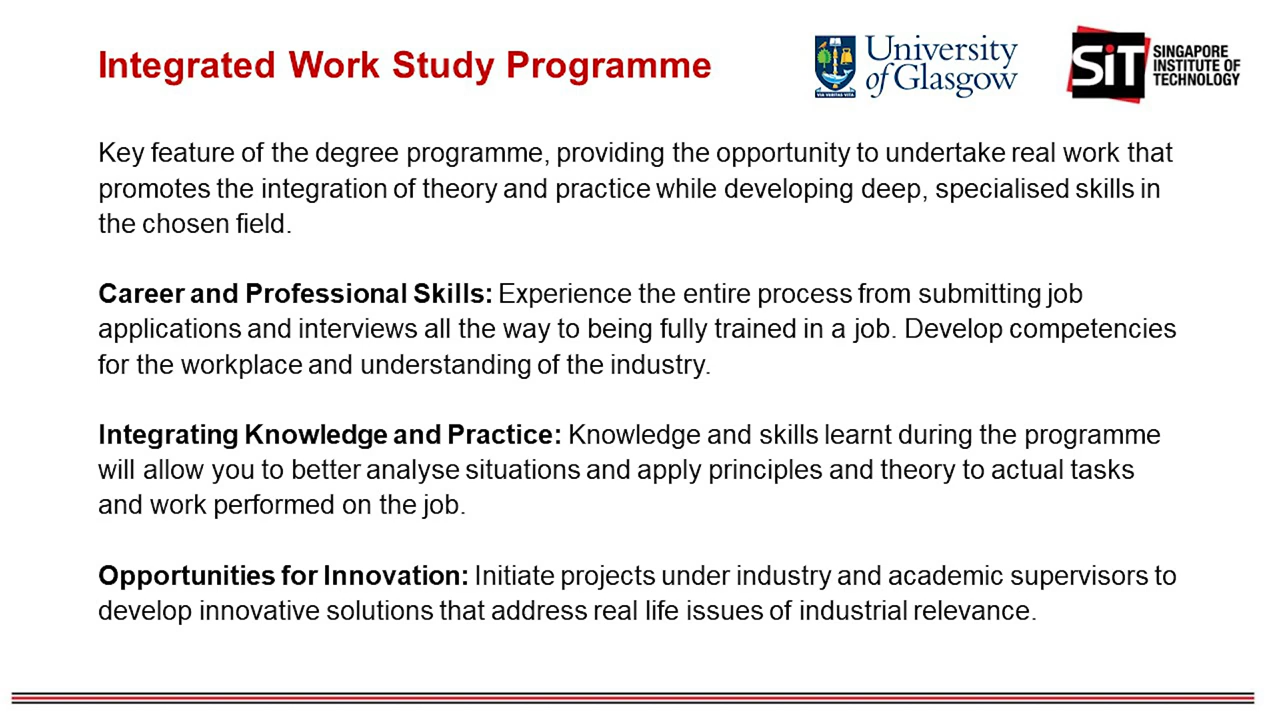 Integrated Work Study Programme
University
of Glasgow
VIA VERITAS VITA
SiT
SINGAPORE
INSTITUTE OF
TECHNOLOGY
Key feature of the degree programme, providing the opportunity to undertake real work that
promotes the integration of theory and practice while developing deep, specialised skills in
the chosen field.
Career and Professional Skills: Experience the entire process from submitting job
applications and interviews all the way to being fully trained in a job. Develop competencies
for the workplace and understanding of the industry.
Integrating Knowledge and Practice: Knowledge and skills learnt during the programme
will allow you to better analyse situations and apply principles and theory to actual tasks
and work performed on the job.
Opportunities for Innovation: Initiate projects under industry and academic supervisors to
develop innovative solutions that address real life issues of industrial relevance.